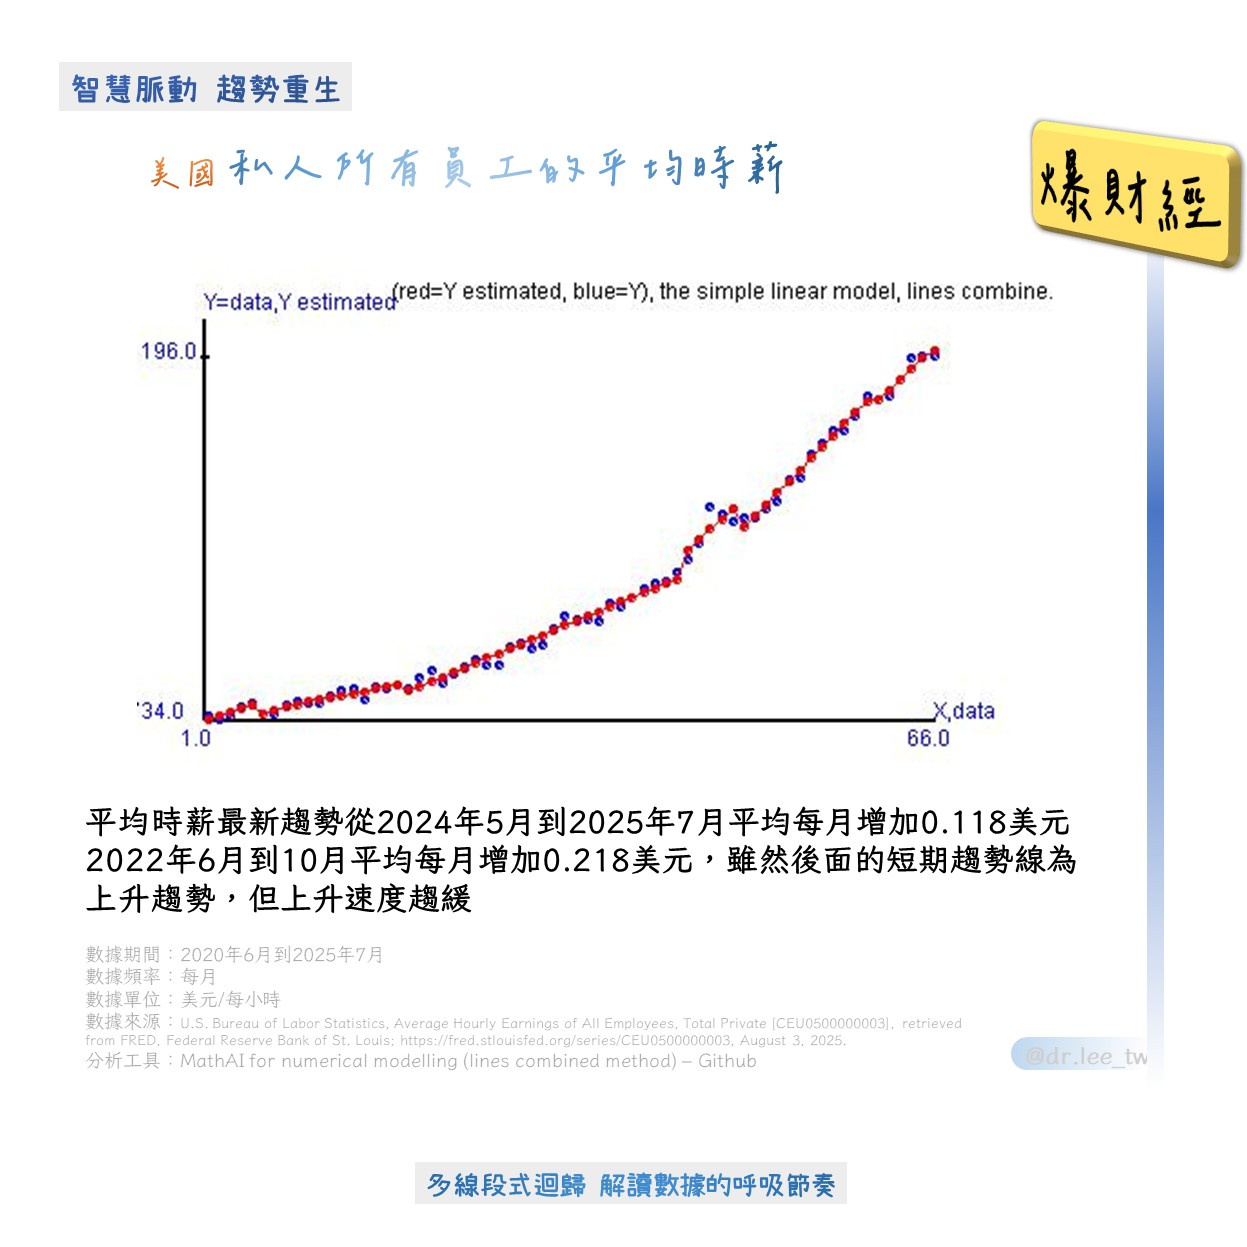 智慧脈動 趨勢重生
美國私人所有員工的平均時薪
爆財經
Y=data,Y estimated
(red=Y estimated, blue=Y), the simple linear model, lines combine.
196.0
'34.0
X,data
1.0
66.0
平均時薪最新趨勢從2024年5月到2025年7月平均每月增加0.118美元
2022年6月到10月平均每月增加0.218美元，雖然後面的短期趨勢線為
上升趨勢，但上升速度趨緩
數據期間：2020年6月到2025年7月
數據頻率：每月
數據單位：美元/每小時
數據來源：U.S. Bureau of Labor Statistics, Average Hourly Earnings of All Employees, Total Private [CEU0500000003], retrieved
from FRED, Federal Reserve Bank of St. Louis; https://fred.stlouisfed.org/series/CEU0500000003, August 3, 2025.
分析工具：MathAI for numerical modelling (lines combined method) – Github
@dr.lee_tw
多線段式迴歸 解讀數據的呼吸節奏